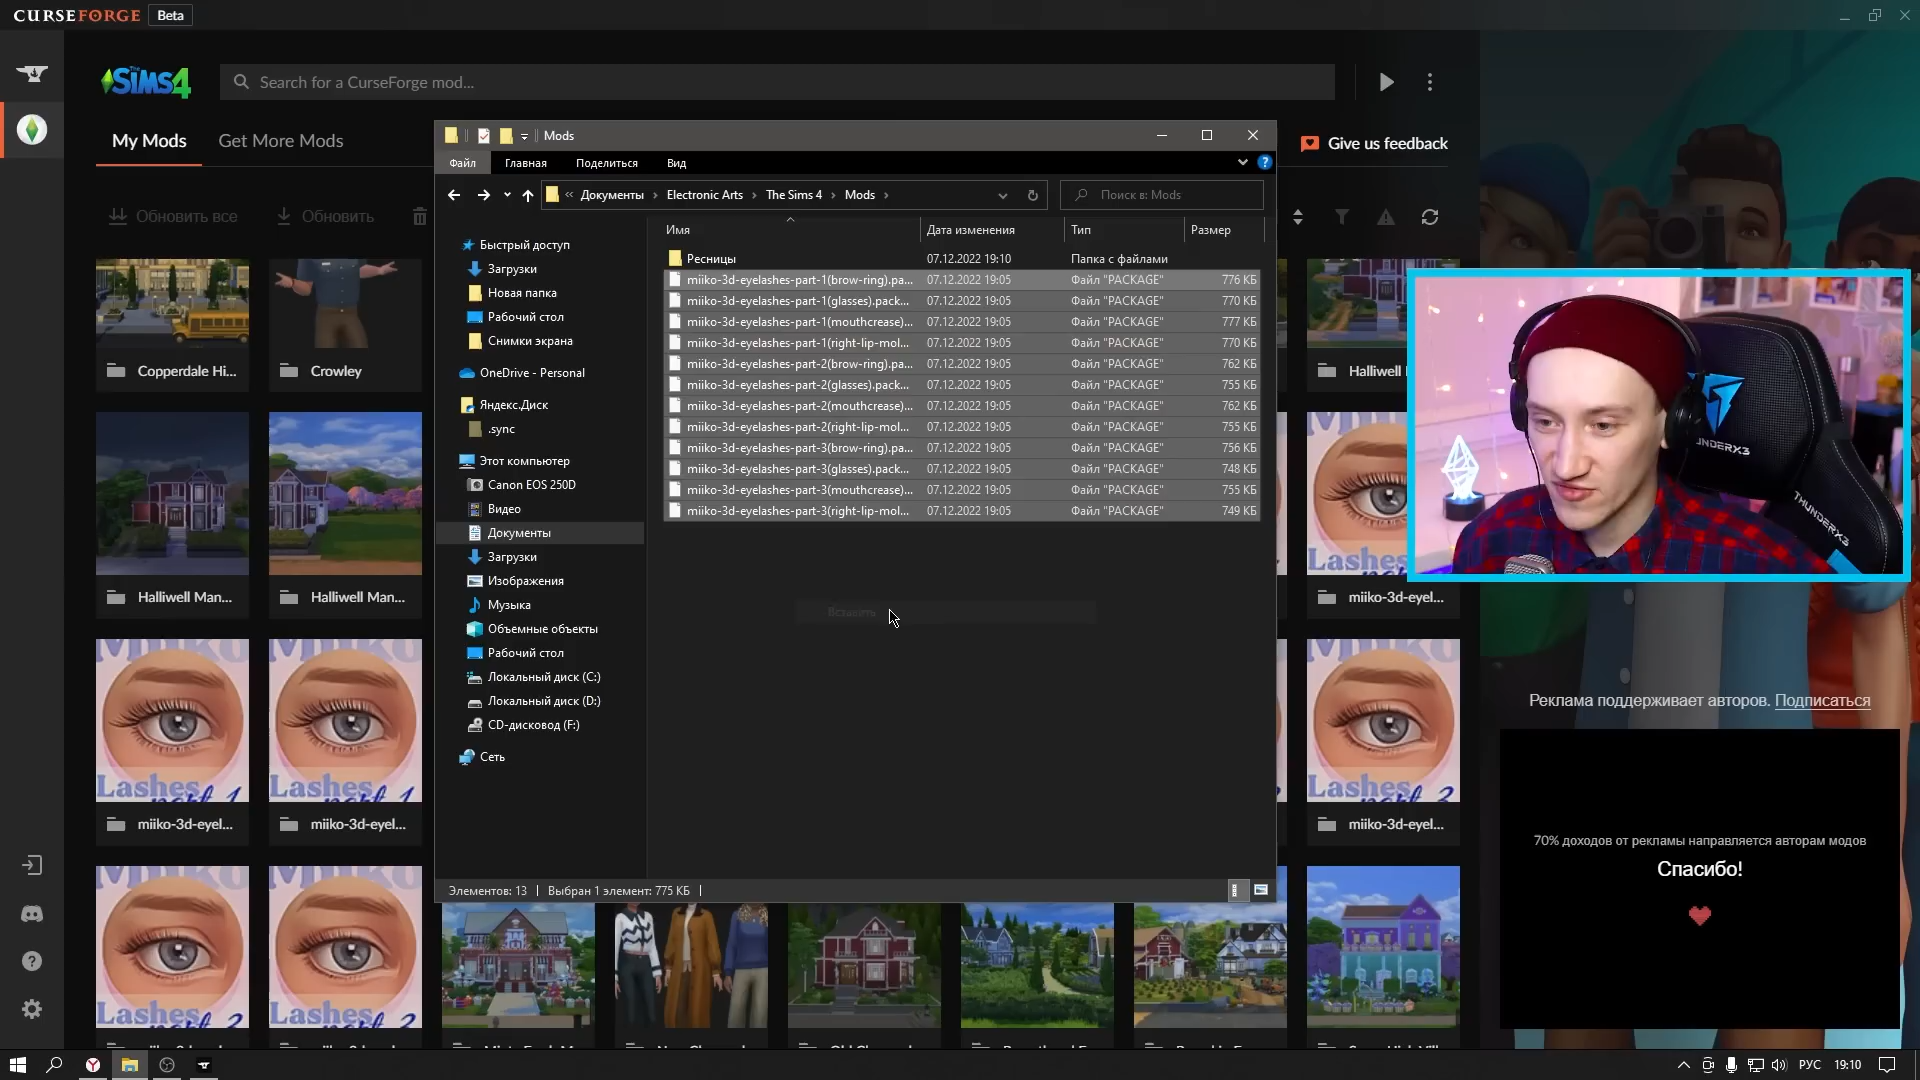 CURSEFORGE Beta
The SIMS 4
Search for a CurseForge mod...
My Mods
Get More Mods
Give us feedback
Обновить все
Обновить
Mods
Файл
Главная
Поделиться
Вид
« Документы › Electronic Arts › The Sims 4 › Mods ›
Поиск в: Mods
Имя
Дата изменения
Тип
Размер
Ресницы 07.12.2022 19:10 Папка с файлами
miiko-3d-eyelashes-part-1(brow-ring).pa... 07.12.2022 19:05 Файл "PACKAGE" 776 КБ
miiko-3d-eyelashes-part-1(glasses).pack... 07.12.2022 19:05 Файл "PACKAGE" 770 КБ
miiko-3d-eyelashes-part-1(mouthcrease)... 07.12.2022 19:05 Файл "PACKAGE" 777 КБ
miiko-3d-eyelashes-part-1(right-lip-mol... 07.12.2022 19:05 Файл "PACKAGE" 770 КБ
miiko-3d-eyelashes-part-2(brow-ring).pa... 07.12.2022 19:05 Файл "PACKAGE" 762 КБ
miiko-3d-eyelashes-part-2(glasses).pack... 07.12.2022 19:05 Файл "PACKAGE" 755 КБ
miiko-3d-eyelashes-part-2(mouthcrease)... 07.12.2022 19:05 Файл "PACKAGE" 762 КБ
miiko-3d-eyelashes-part-2(right-lip-mol... 07.12.2022 19:05 Файл "PACKAGE" 755 КБ
miiko-3d-eyelashes-part-3(brow-ring).pa... 07.12.2022 19:05 Файл "PACKAGE" 756 КБ
miiko-3d-eyelashes-part-3(glasses).pack... 07.12.2022 19:05 Файл "PACKAGE" 748 КБ
miiko-3d-eyelashes-part-3(mouthcrease)... 07.12.2022 19:05 Файл "PACKAGE" 755 КБ
miiko-3d-eyelashes-part-3(right-lip-mol... 07.12.2022 19:05 Файл "PACKAGE" 749 КБ
Вставить
Быстрый доступ
Загрузки
Новая папка
Рабочий стол
Снимки экрана
OneDrive - Personal
Яндекс.Диск
.sync
Этот компьютер
Canon EOS 250D
Видео
Документы
Загрузки
Изображения
Музыка
Объемные объекты
Рабочий стол
Локальный диск (C:)
Локальный диск (D:)
CD-дисковод (F:)
Сеть
Элементов: 13
Выбран 1 элемент: 775 КБ
Copperdale Hi...
Crowley
Halliwell
Halliwell Man...
Halliwell Man...
miiko-3d-eyel...
Lashes
part 1
Lashes
part 1
miiko-3d-eyel...
miiko-3d-eyel...
miiko-3d-eyel...
Lashes
Lashes
Lashes
THUNDERX3
Реклама поддерживает авторов. Подписаться
70% доходов от рекламы направляется авторам модов
Спасибо!
РУС
19:10